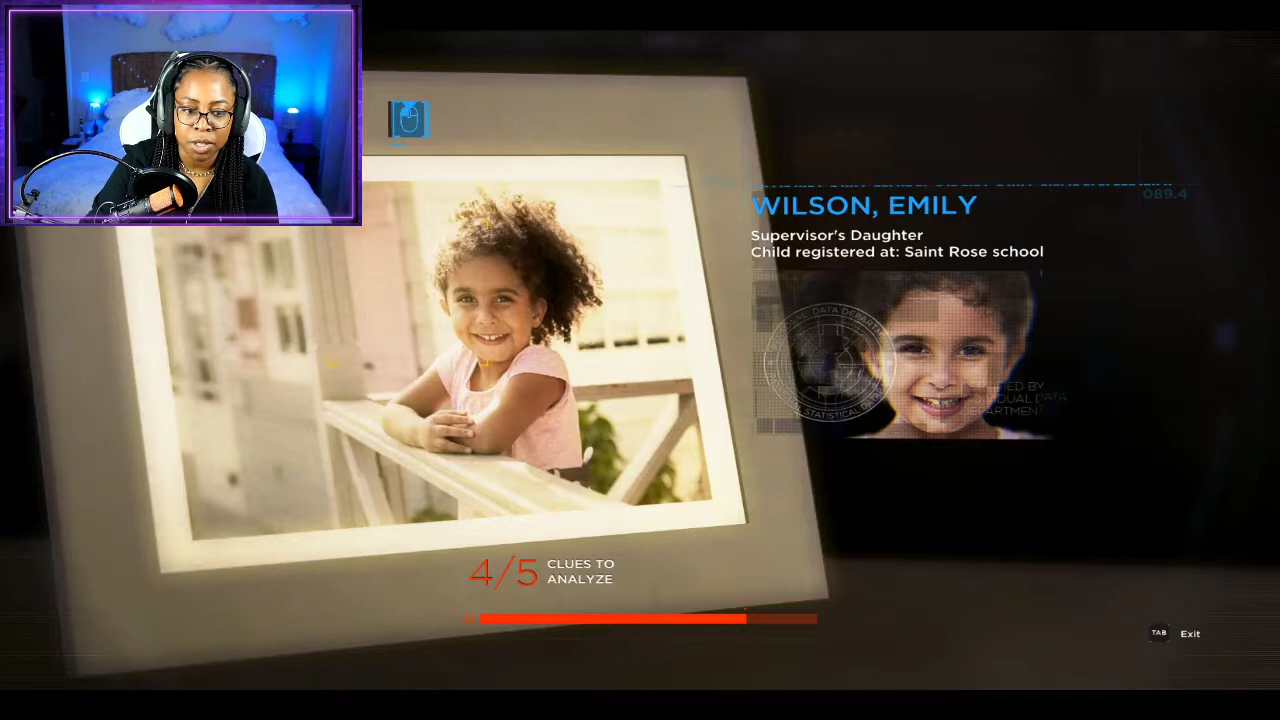 089.4
WILSON, EMILY
Supervisor's Daughter
Child registered at: Saint Rose school
4/5
CLUES TO
ANALYZE
TAB
Exit